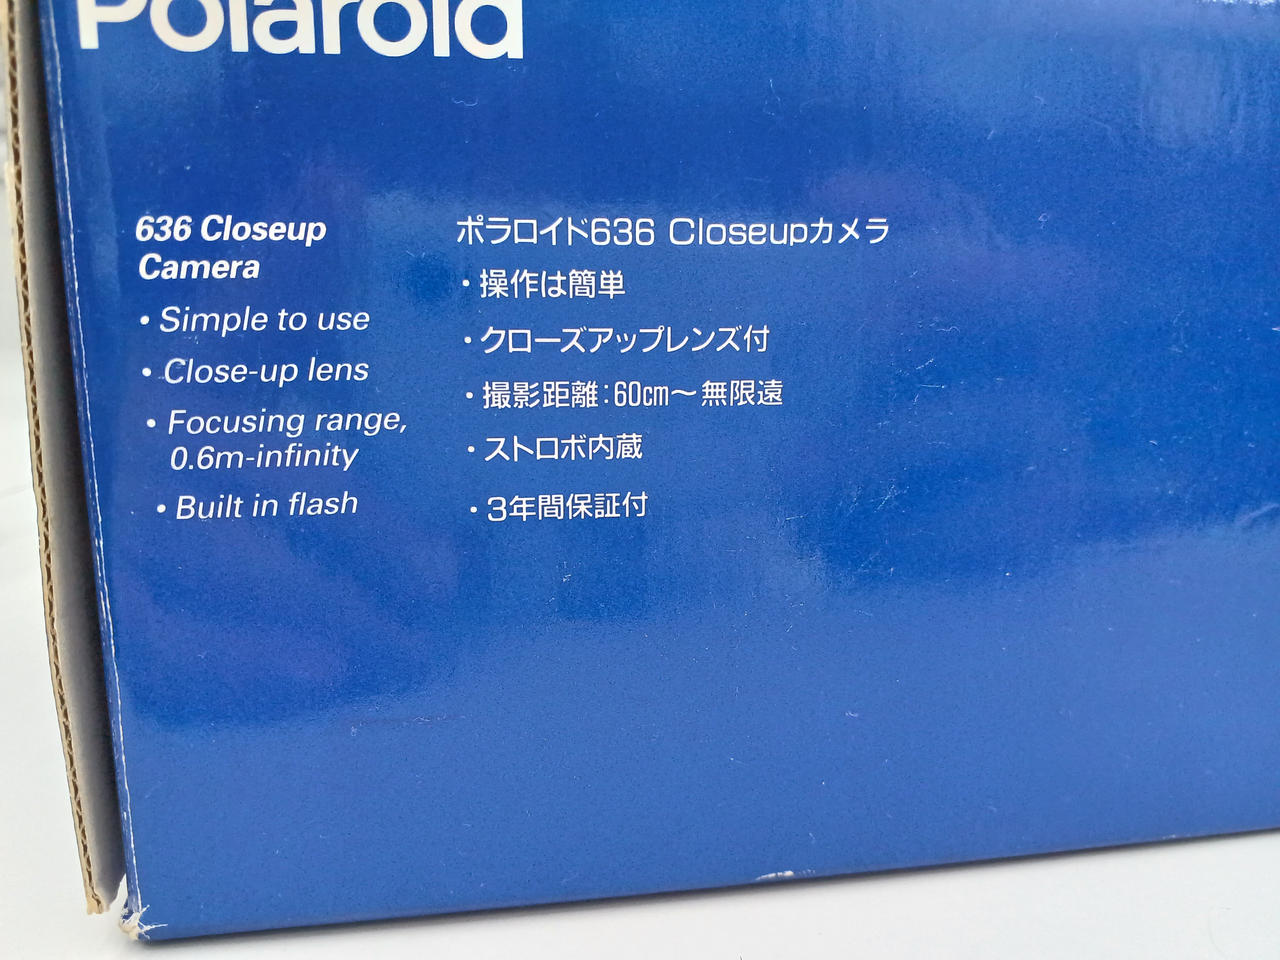 Polaroid
636 Closeup
Camera
• Simple to use
• Close-up lens
• Focusing range,
0.6m-infinity
• Built in flash
ポラロイド636 Closeupカメラ
・操作は簡単
・クローズアップレンズ付
・撮影距離：60cm～無限遠
・ストロボ内蔵
・3年間保証付